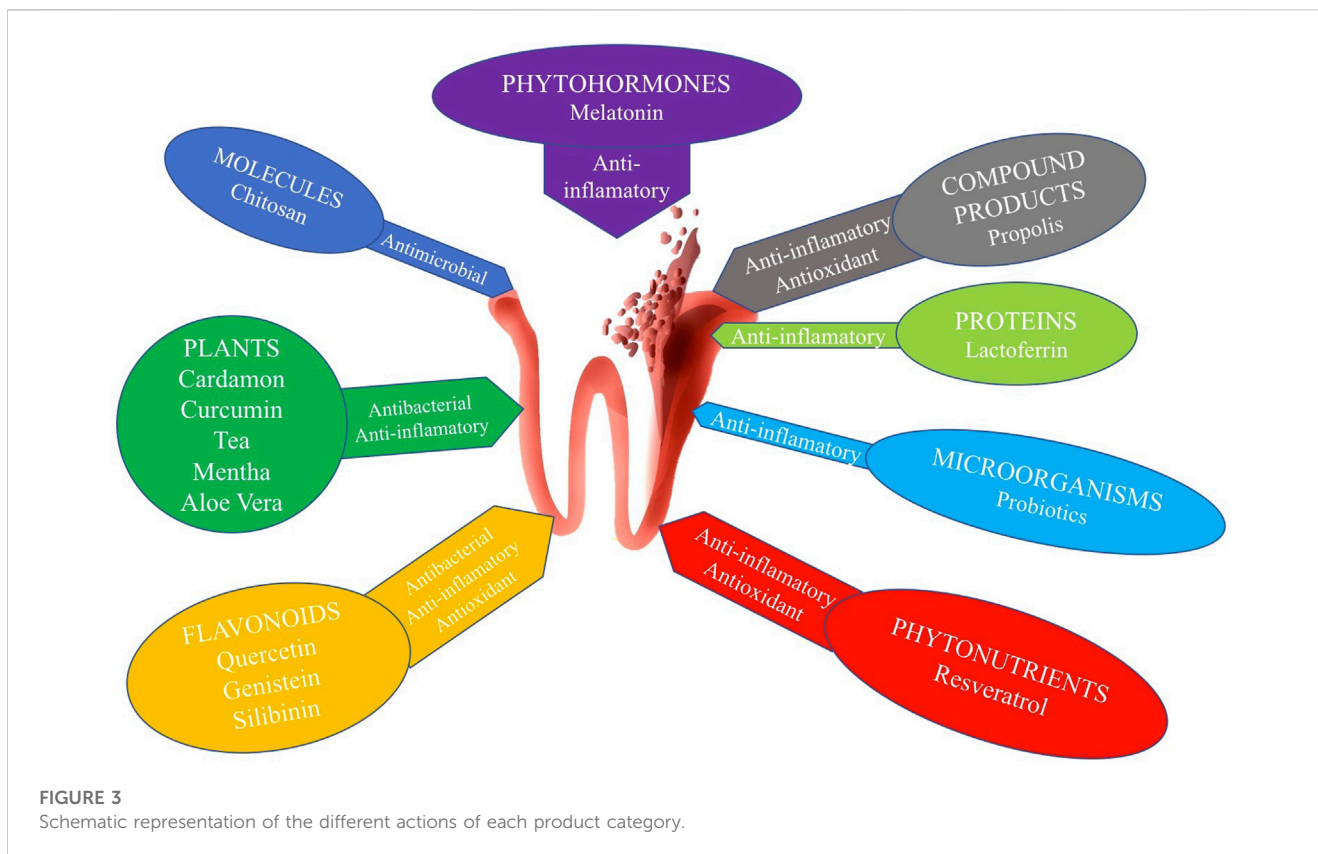 PHYTOHORMONES
Melatonin
Anti-
inflamatory
MOLECULES
Chitosan
Antimicrobial
COMPOUND
PRODUCTS
Propolis
Anti-inflamatory
Antioxidant
PROTEINS
Lactoferrin
Anti-inflamatory
PLANTS
Cardamon
Curcumin
Tea
Mentha
Aloe Vera
Antibacterial
Anti-inflamatory
MICROORGANISMS
Probiotics
Anti-inflamatory
FLAVONOIDS
Quercetin
Genistein
Silibinin
Antibacterial
Anti-inflamatory
Antioxidant
PHYTONUTRIENTS
Resveratrol
Anti-inflamatory
Antioxidant
FIGURE 3
Schematic representation of the different actions of each product category.